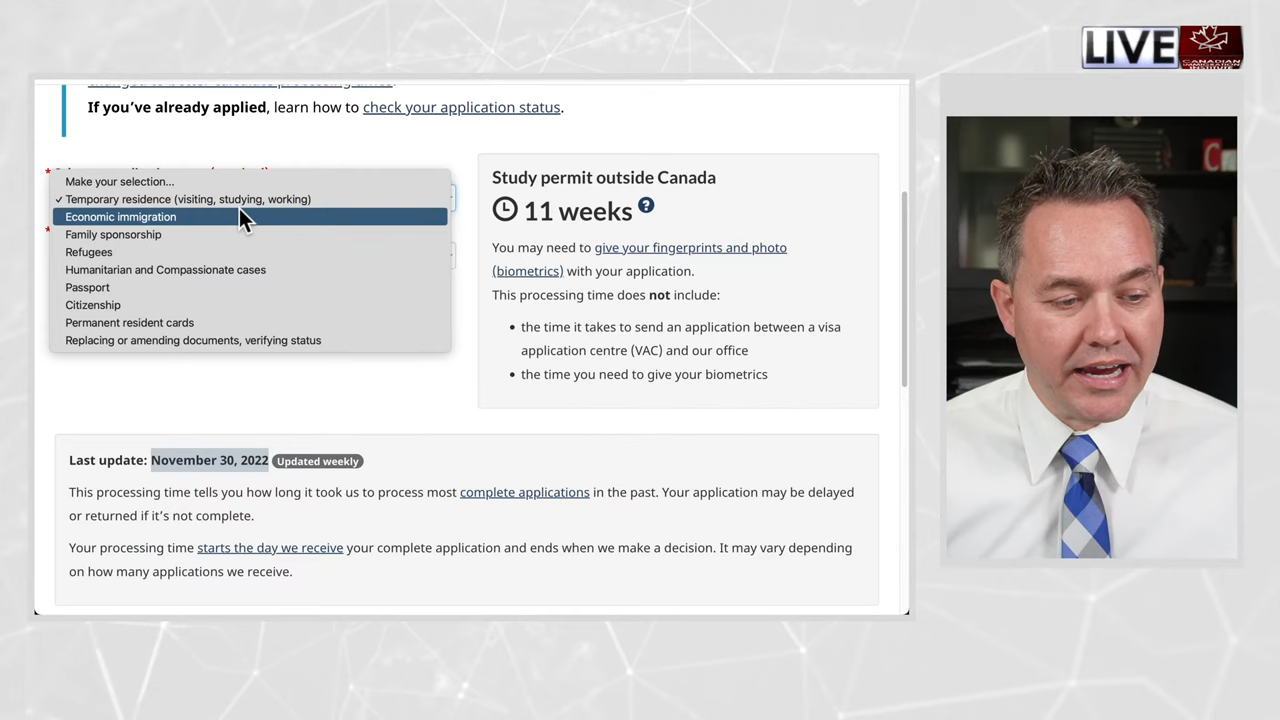 LIVE
CANADIAN
IMMIGRATION
INSTITUTE
If you've already applied, learn how to check your application status.
Make your selection...
✓ Temporary residence (visiting, studying, working)
Economic immigration
Family sponsorship
Refugees
Humanitarian and Compassionate cases
Passport
Citizenship
Permanent resident cards
Replacing or amending documents, verifying status
Study permit outside Canada
11 weeks ?
You may need to give your fingerprints and photo
(biometrics) with your application.
This processing time does not include:
• the time it takes to send an application between a visa
application centre (VAC) and our office
• the time you need to give your biometrics
Last update: November 30, 2022 Updated weekly
This processing time tells you how long it took us to process most complete applications in the past. Your application may be delayed
or returned if it's not complete.
Your processing time starts the day we receive your complete application and ends when we make a decision. It may vary depending
on how many applications we receive.